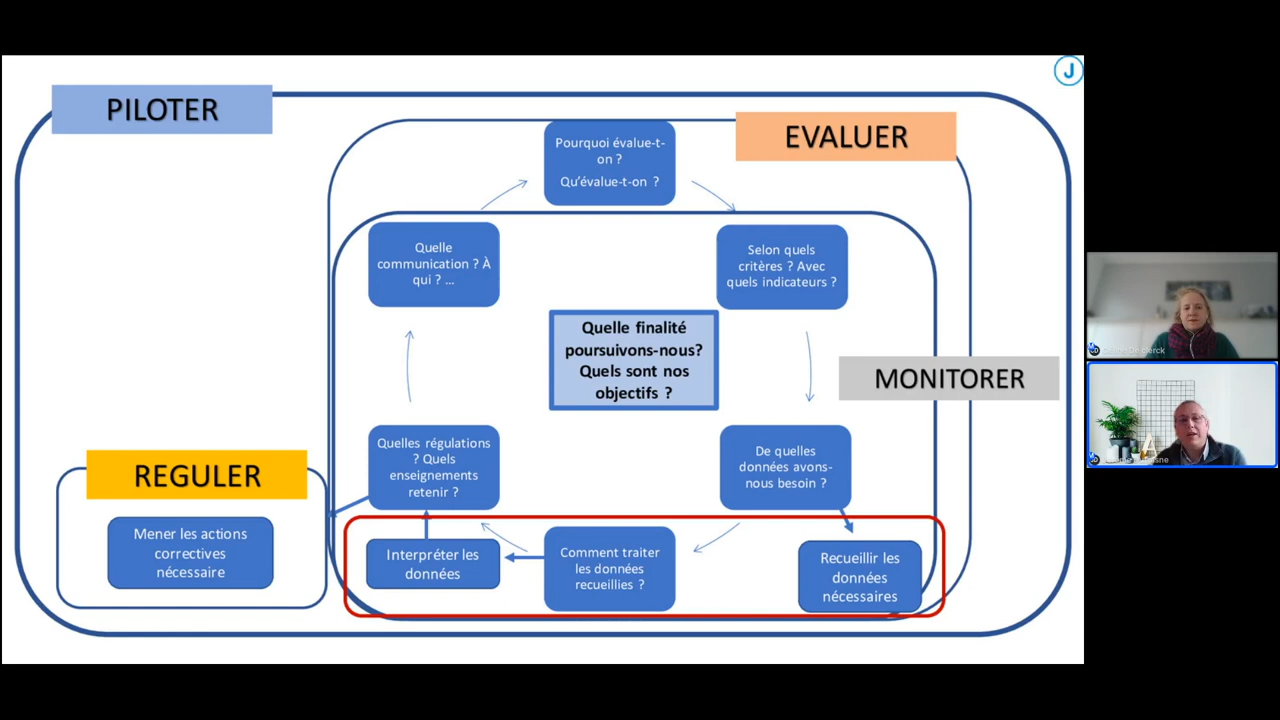 J
PILOTER
EVALUER
Pourquoi évalue-t-
on ?
Qu'évalue-t-on ?
Quelle
communication ? À
qui ? ...
Selon quels
critères ? Avec
quels indicateurs ?
Quelle finalité
poursuivons-nous?
Quels sont nos
objectifs ?
MONITORER
Quelles régulations
? Quels
enseignements
retenir ?
De quelles
données avons-
nous besoin ?
REGULER
Mener les actions
correctives
nécessaire
Interpréter les
données
Comment traiter
les données
recueillies ?
Recueillir les
données
nécessaires